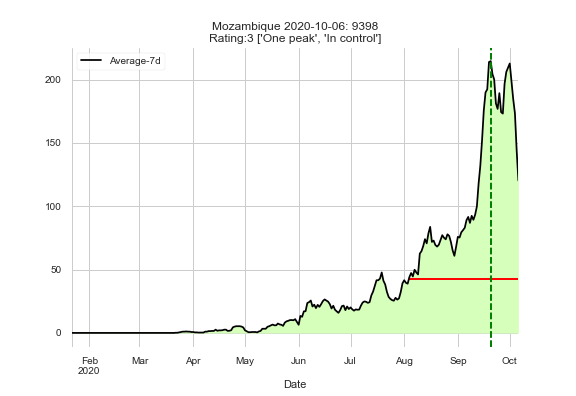 Mozambique 2020-10-06: 9398
Rating:3 ['One peak', 'In control']
Average-7d
200
150
100
50
0
Feb Mar Apr May Jun Jul Aug Sep Oct
2020
Date